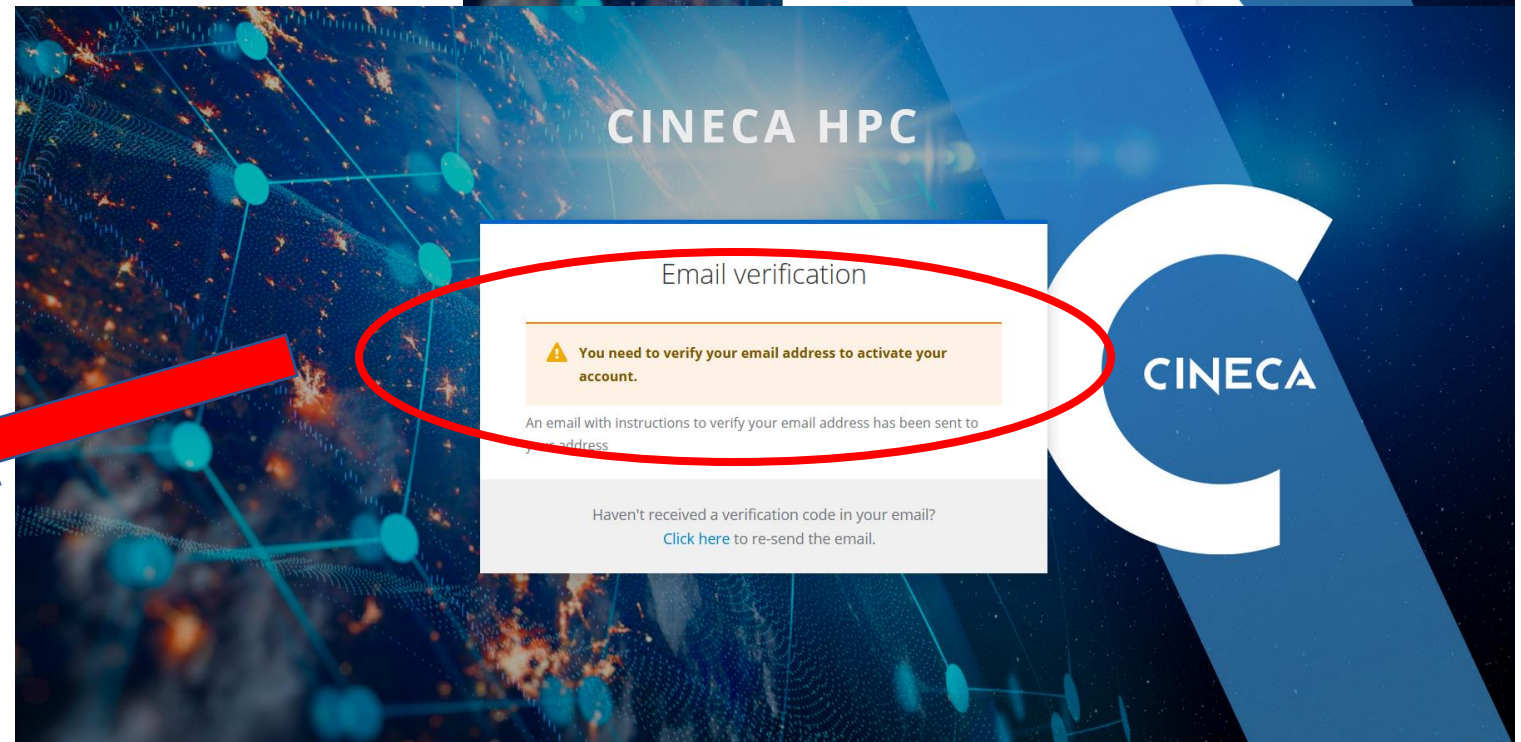 CINECA HPC
Email verification
You need to verify your email address to activate your
account.
An email with instructions to verify your email address has been sent to
your address
Haven't received a verification code in your email?
Click here to re-send the email.
CINECA